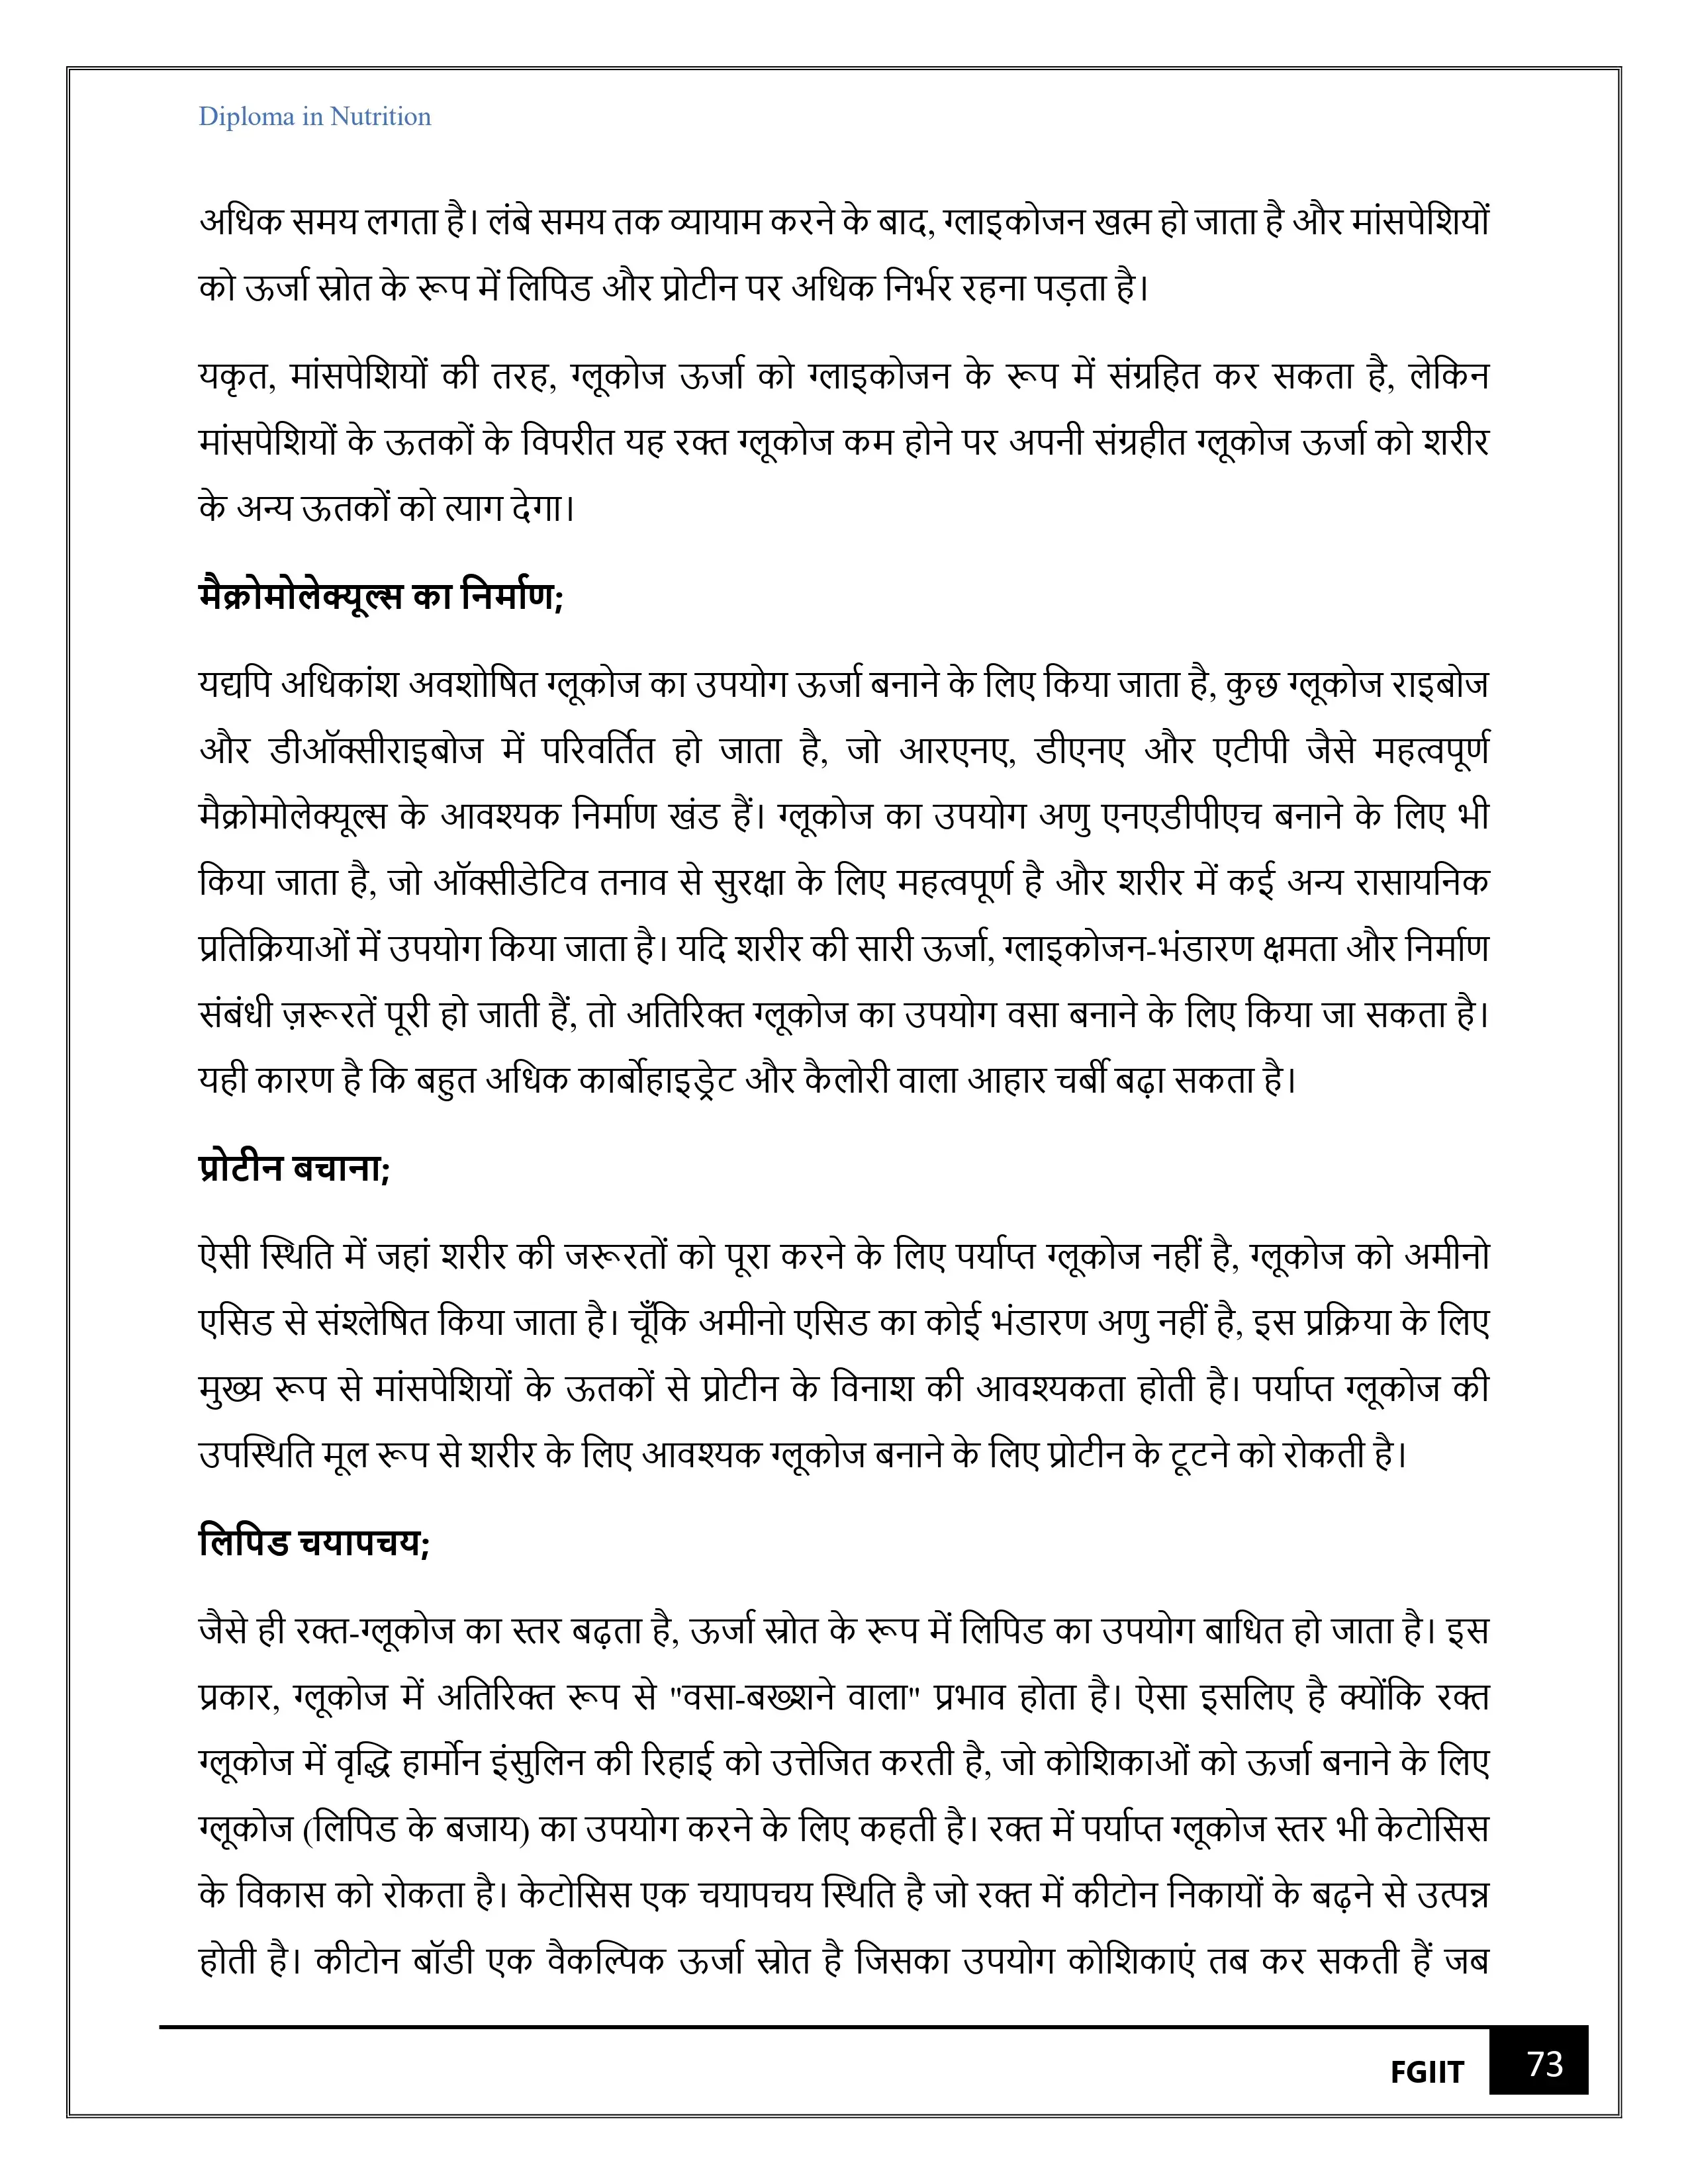 Diploma in Nutrition
अधिक समय लगता है। लंबे समय तक व्यायाम करने के बाद, ग्लाइकोजन खत्म हो जाता है और मांसपेशियों
को ऊर्जा स्रोत के रूप में लिपिड और प्रोटीन पर अधिक निर्भर रहना पड़ता है।
यकृत, मांसपेशियों की तरह, ग्लूकोज ऊर्जा को ग्लाइकोजन के रूप में संग्रहित कर सकता है, लेकिन
मांसपेशियों के ऊतकों के विपरीत यह रक्त ग्लूकोज कम होने पर अपनी संग्रहीत ग्लूकोज ऊर्जा को शरीर
के अन्य ऊतकों को त्याग देगा।
मैक्रोमोलेक्यूल्स का निर्माण;
यद्यपि अधिकांश अवशोषित ग्लूकोज का उपयोग ऊर्जा बनाने के लिए किया जाता है, कुछ ग्लूकोज राइबोज
और डीऑक्सीराइबोज में परिवर्तित हो जाता है, जो आरएनए, डीएनए और एटीपी जैसे महत्वपूर्ण
मैक्रोमोलेक्यूल्स के आवश्यक निर्माण खंड हैं। ग्लूकोज का उपयोग अणु एनएडीपीएच बनाने के लिए भी
किया जाता है, जो ऑक्सीडेटिव तनाव से सुरक्षा के लिए महत्वपूर्ण है और शरीर में कई अन्य रासायनिक
प्रतिक्रियाओं में उपयोग किया जाता है। यदि शरीर की सारी ऊर्जा, ग्लाइकोजन-भंडारण क्षमता और निर्माण
संबंधी ज़रूरतें पूरी हो जाती हैं, तो अतिरिक्त ग्लूकोज का उपयोग वसा बनाने के लिए किया जा सकता है।
यही कारण है कि बहुत अधिक कार्बोहाइड्रेट और कैलोरी वाला आहार चर्बी बढ़ा सकता है।
प्रोटीन बचाना;
ऐसी स्थिति में जहां शरीर की जरूरतों को पूरा करने के लिए पर्याप्त ग्लूकोज नहीं है, ग्लूकोज को अमीनो
एसिड से संश्लेषित किया जाता है। चूँकि अमीनो एसिड का कोई भंडारण अणु नहीं है, इस प्रक्रिया के लिए
मुख्य रूप से मांसपेशियों के ऊतकों से प्रोटीन के विनाश की आवश्यकता होती है। पर्याप्त ग्लूकोज की
उपस्थिति मूल रूप से शरीर के लिए आवश्यक ग्लूकोज बनाने के लिए प्रोटीन के टूटने को रोकती है।
लिपिड चयापचय;
जैसे ही रक्त-ग्लूकोज का स्तर बढ़ता है, ऊर्जा स्रोत के रूप में लिपिड का उपयोग बाधित हो जाता है। इस
प्रकार, ग्लूकोज में अतिरिक्त रूप से "वसा-बख्शने वाला" प्रभाव होता है। ऐसा इसलिए है क्योंकि रक्त
ग्लूकोज में वृद्धि हार्मोन इंसुलिन की रिहाई को उत्तेजित करती है, जो कोशिकाओं को ऊर्जा बनाने के लिए
ग्लूकोज (लिपिड के बजाय) का उपयोग करने के लिए कहती है। रक्त में पर्याप्त ग्लूकोज स्तर भी केटोसिस
के विकास को रोकता है। केटोसिस एक चयापचय स्थिति है जो रक्त में कीटोन निकायों के बढ़ने से उत्पन्न
होती है। कीटोन बॉडी एक वैकल्पिक ऊर्जा स्रोत है जिसका उपयोग कोशिकाएं तब कर सकती हैं जब
FGIIT 73